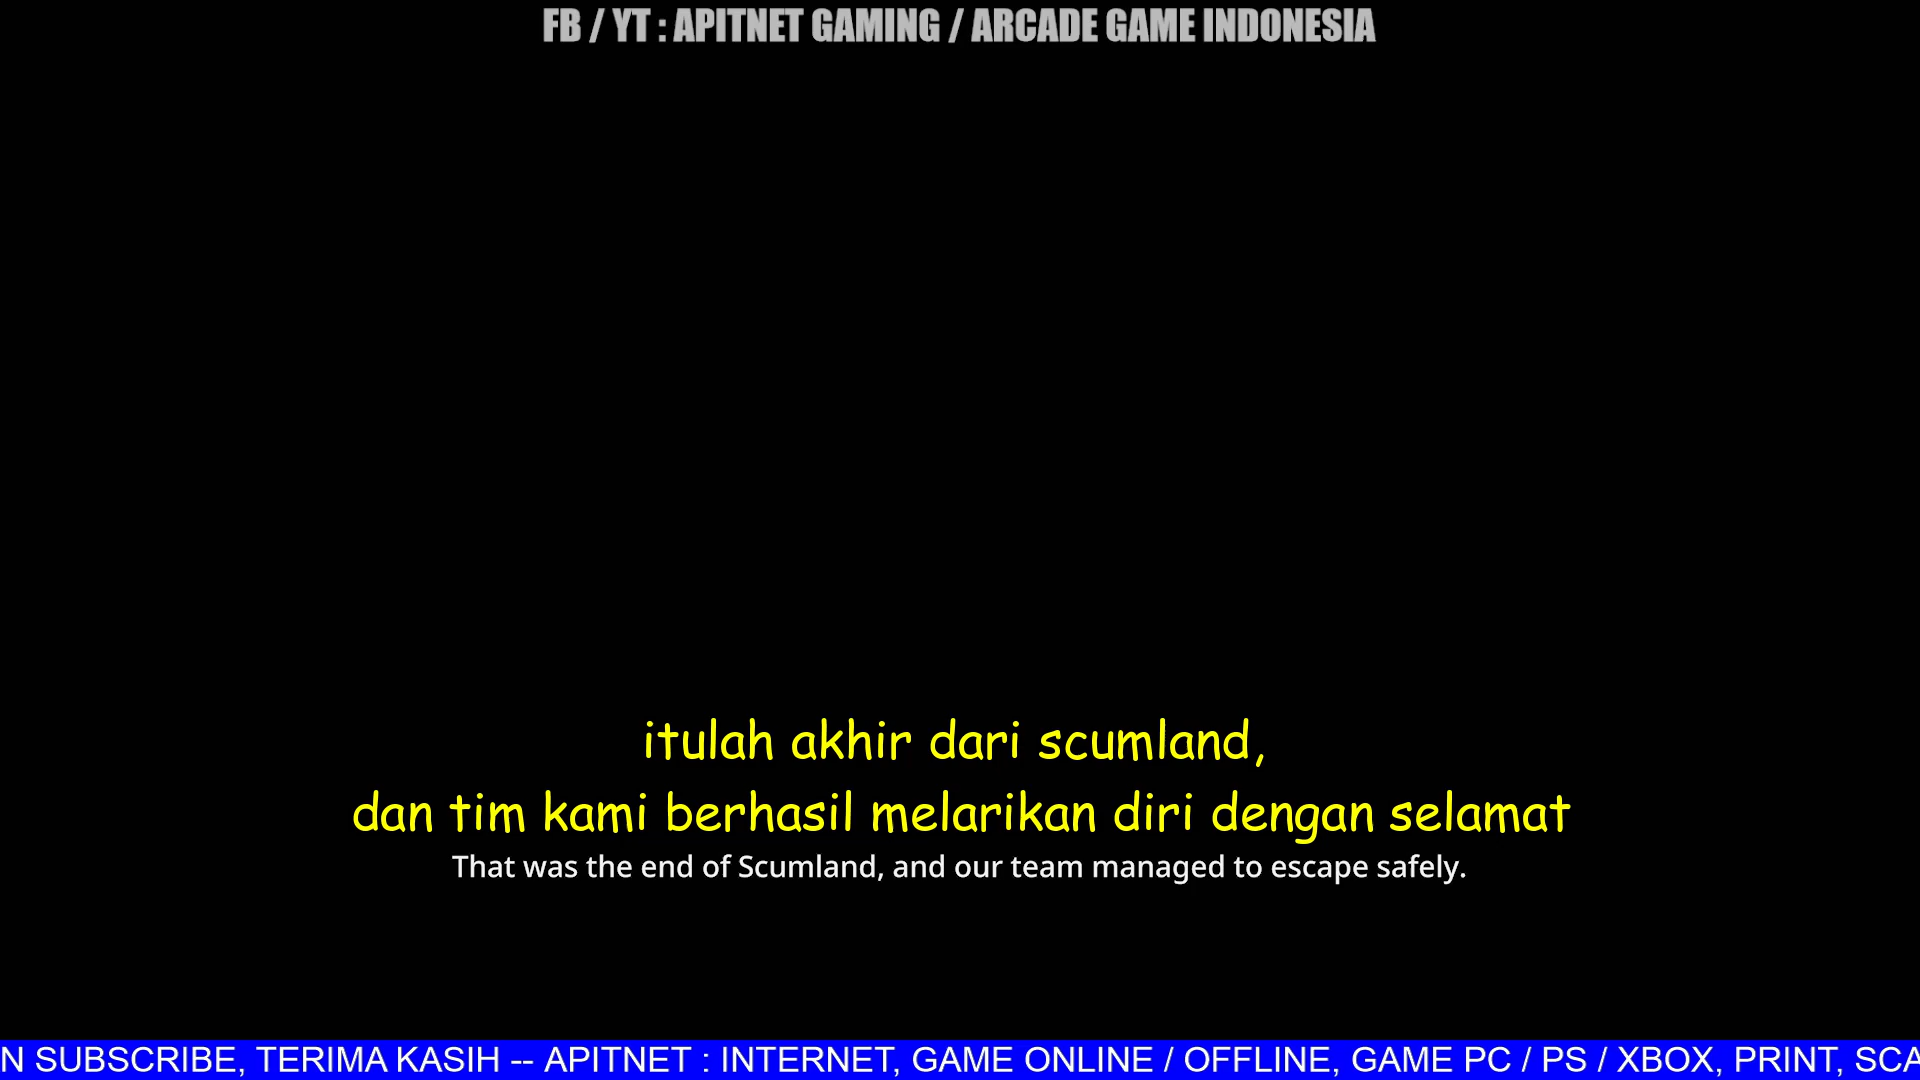 FB / YT : APITNET GAMING / ARCADE GAME INDONESIA
itulah akhir dari scumland,
dan tim kami berhasil melarikan diri dengan selamat
That was the end of Scumland, and our team managed to escape safely.
N SUBSCRIBE, TERIMA KASIH -- APITNET : INTERNET, GAME ONLINE / OFFLINE, GAME PC / PS / XBOX, PRINT, SCA